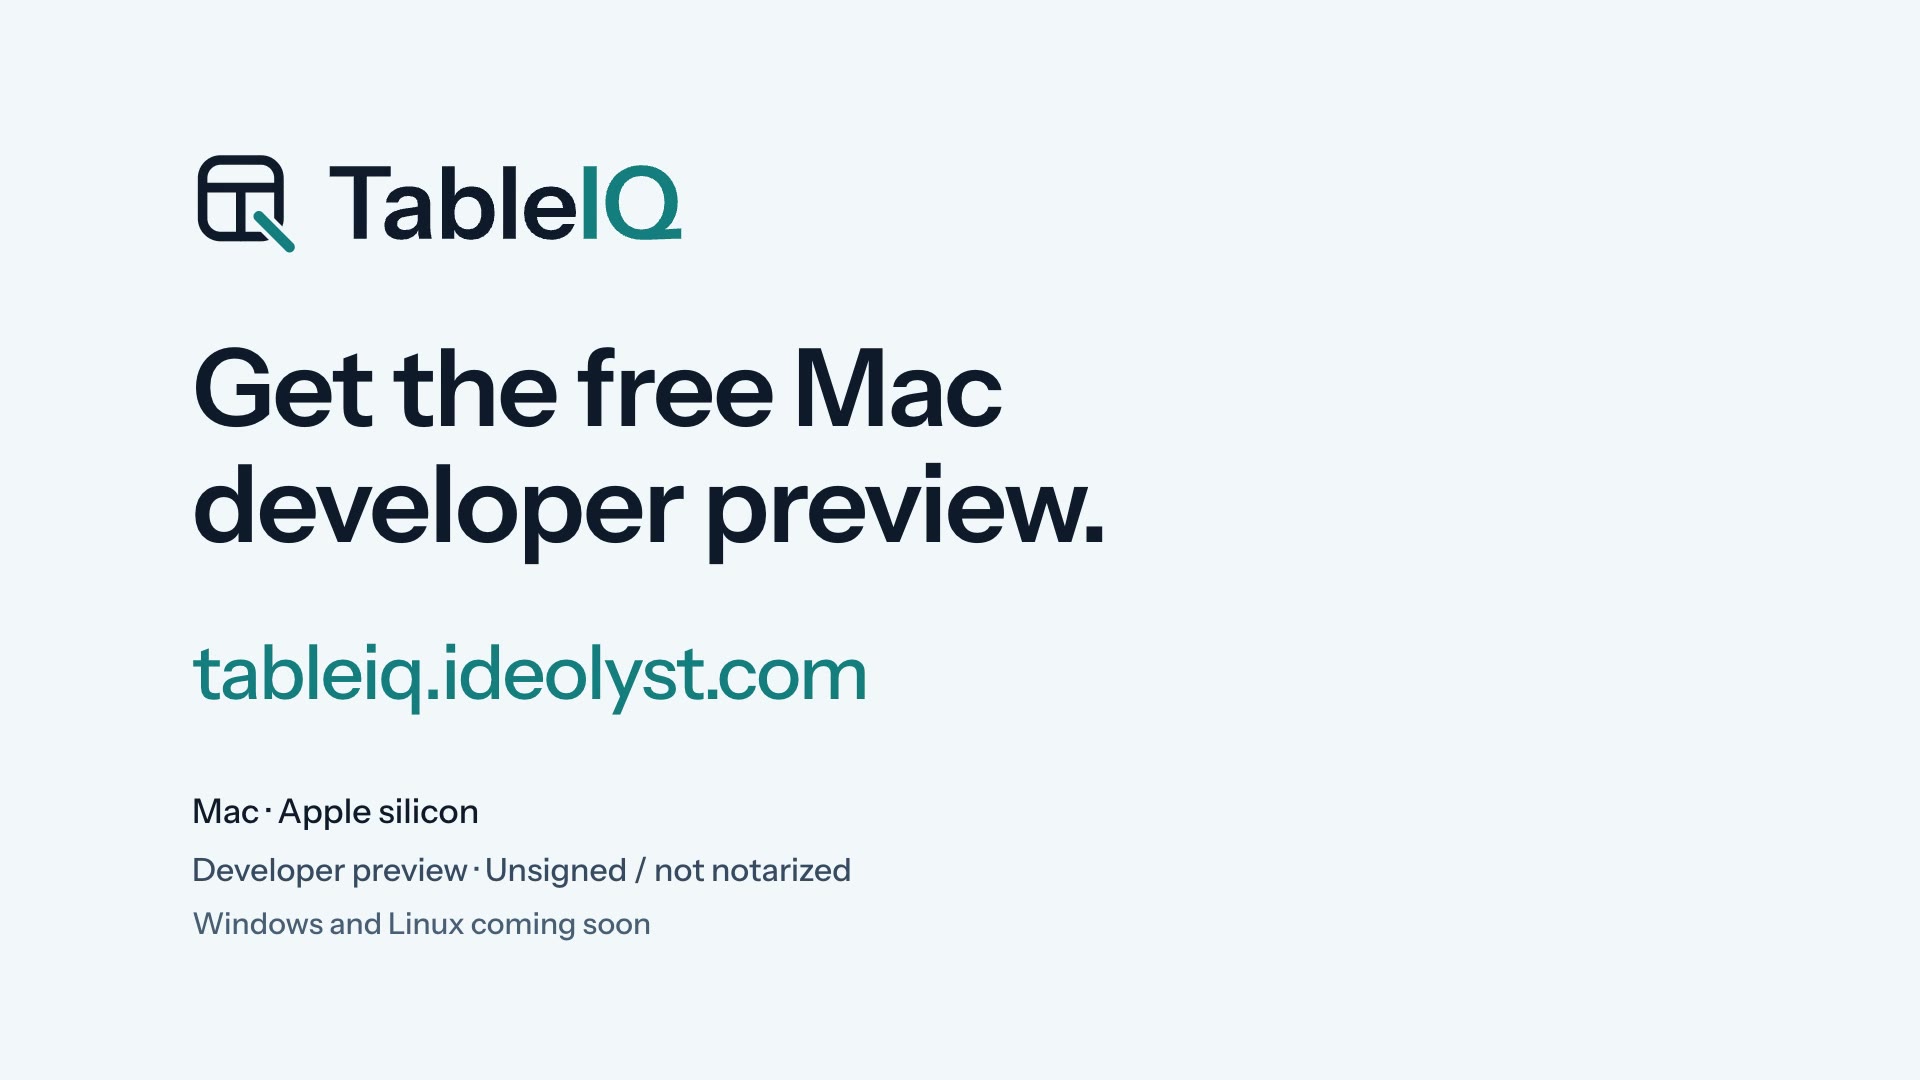 TableIQ
Get the free Mac
developer preview.
tableiq.ideolyst.com
Mac · Apple silicon
Developer preview · Unsigned / not notarized
Windows and Linux coming soon